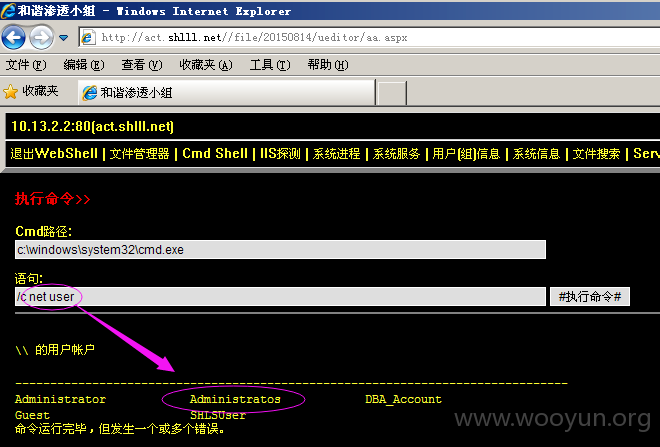 和谐渗透小组 - Windows Internet Explorer
http://act.shlll.net//file/20150814/ueditor/aa.aspx
文件(F) 编辑(E) 查看(V) 收藏夹(A) 工具(T) 帮助(H)
收藏夹 和谐渗透小组
10.13.2.2:80(act.shlll.net)
退出WebShell | 文件管理器 | Cmd Shell | IIS探测 | 系统进程 | 系统服务 | 用户(组)信息 | 系统信息 | 文件搜索 | Serv
执行命令>>
Cmd路径:
c:\windows\system32\cmd.exe
语句:
/c net user #执行命令#
\\ 的用户帐户
-------------------------------------------------------------------------------
Administrator Administratos DBA_Account
Guest SHLSUser
命令运行完毕，但发生一个或多个错误。
www.wooyun.org